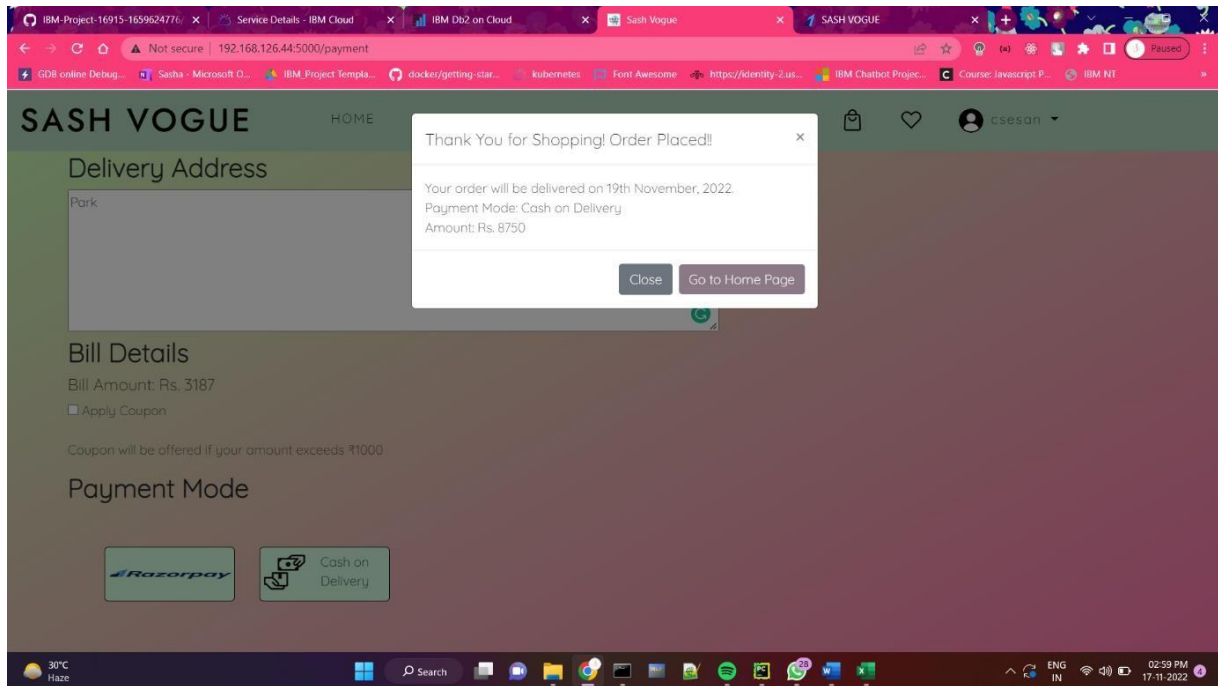 IBM-Project-16915-1659624776/
Service Details - IBM Cloud
IBM Db2 on Cloud
Sash Vogue
SASH VOGUE
Not secure | 192.168.126.44:5000/payment
Paused
GDB online Debug...
Sasha - Microsoft O...
IBM_Project Templa...
docker/getting-star...
kubernetes
Font Awesome
https://identity-2.us...
IBM Chatbot Projec...
Course: Javascript P...
IBM NT
SASH VOGUE
HOME
csesan
Thank You for Shopping! Order Placed!!
×
Your order will be delivered on 19th November, 2022.
Payment Mode: Cash on Delivery
Amount: Rs. 8750
Close
Go to Home Page
Delivery Address
Park
Bill Details
Bill Amount: Rs. 3187
Apply Coupon
Coupon will be offered if your amount exceeds ₹1000
Payment Mode
Razorpay
Cash on
Delivery
30°C
Haze
Search
28
ENG
IN
02:59 PM
17-11-2022
4